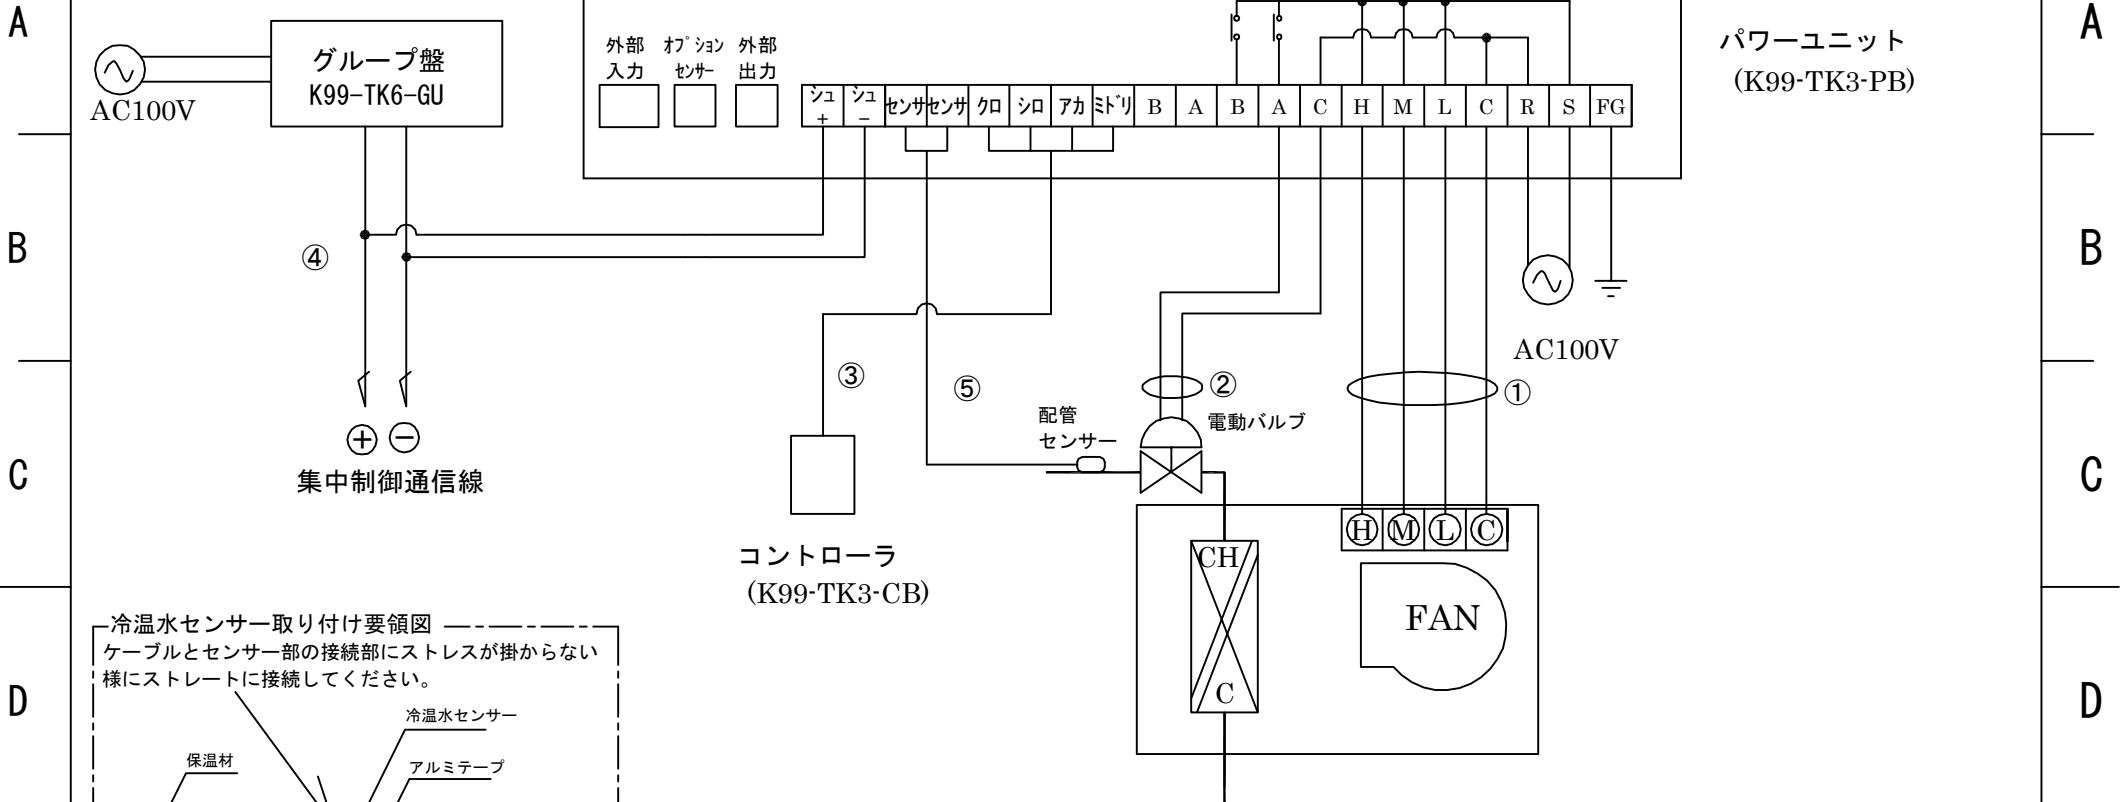 A
A
グループ盤
K99-TK6-GU
AC100V
外部
入力
ｵﾌﾟｼｮﾝ
ｾﾝｻｰ
外部
出力
パワーユニット
(K99-TK3-PB)
シュ
+
シュ
-
センサ センサ クロ シロ アカ ミドリ B A B A C H M L C R S FG
B
B
④
AC100V
③
⑤
②
①
配管
センサー
電動バルブ
+ -
集中制御通信線
C
C
H M L C
コントローラ
(K99-TK3-CB)
CH
C
FAN
冷温水センサー取り付け要領図
ケーブルとセンサー部の接続部にストレスが掛からない
様にストレートに接続してください。
D
D
冷温水センサー
保温材
アルミテープ